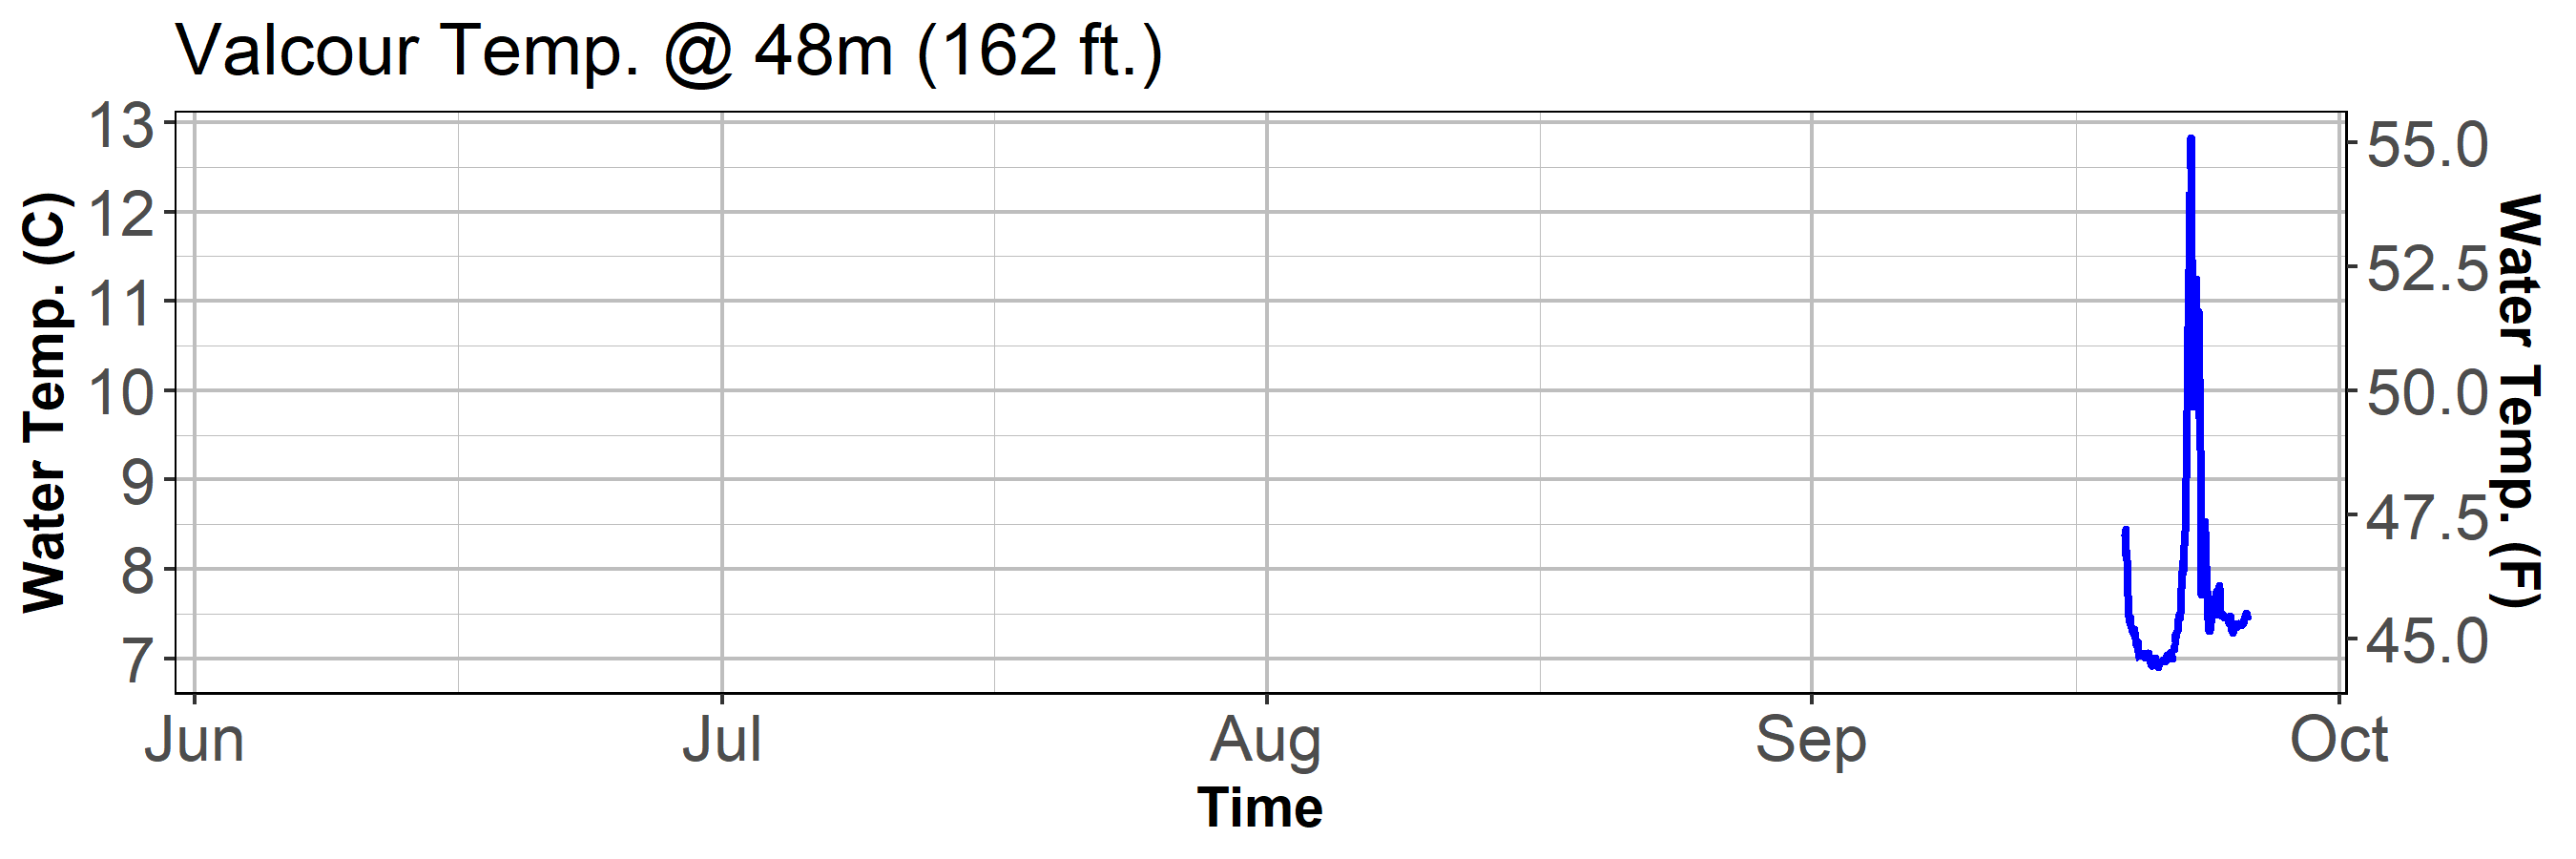 Valcour Temp. @ 48m (162 ft.)
Water Temp. (C)
13
12
11
10
9
8
7
55.0
52.5
50.0
47.5
45.0
Water Temp. (F)
Jun Jul Aug Sep Oct
Time